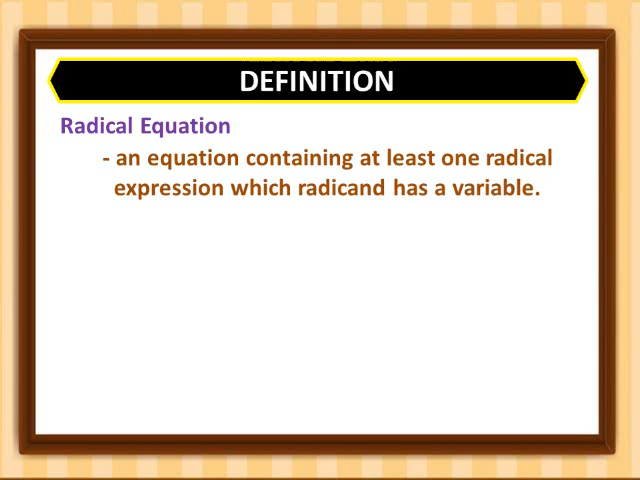 DEFINITION
Radical Equation
- an equation containing at least one radical
expression which radicand has a variable.